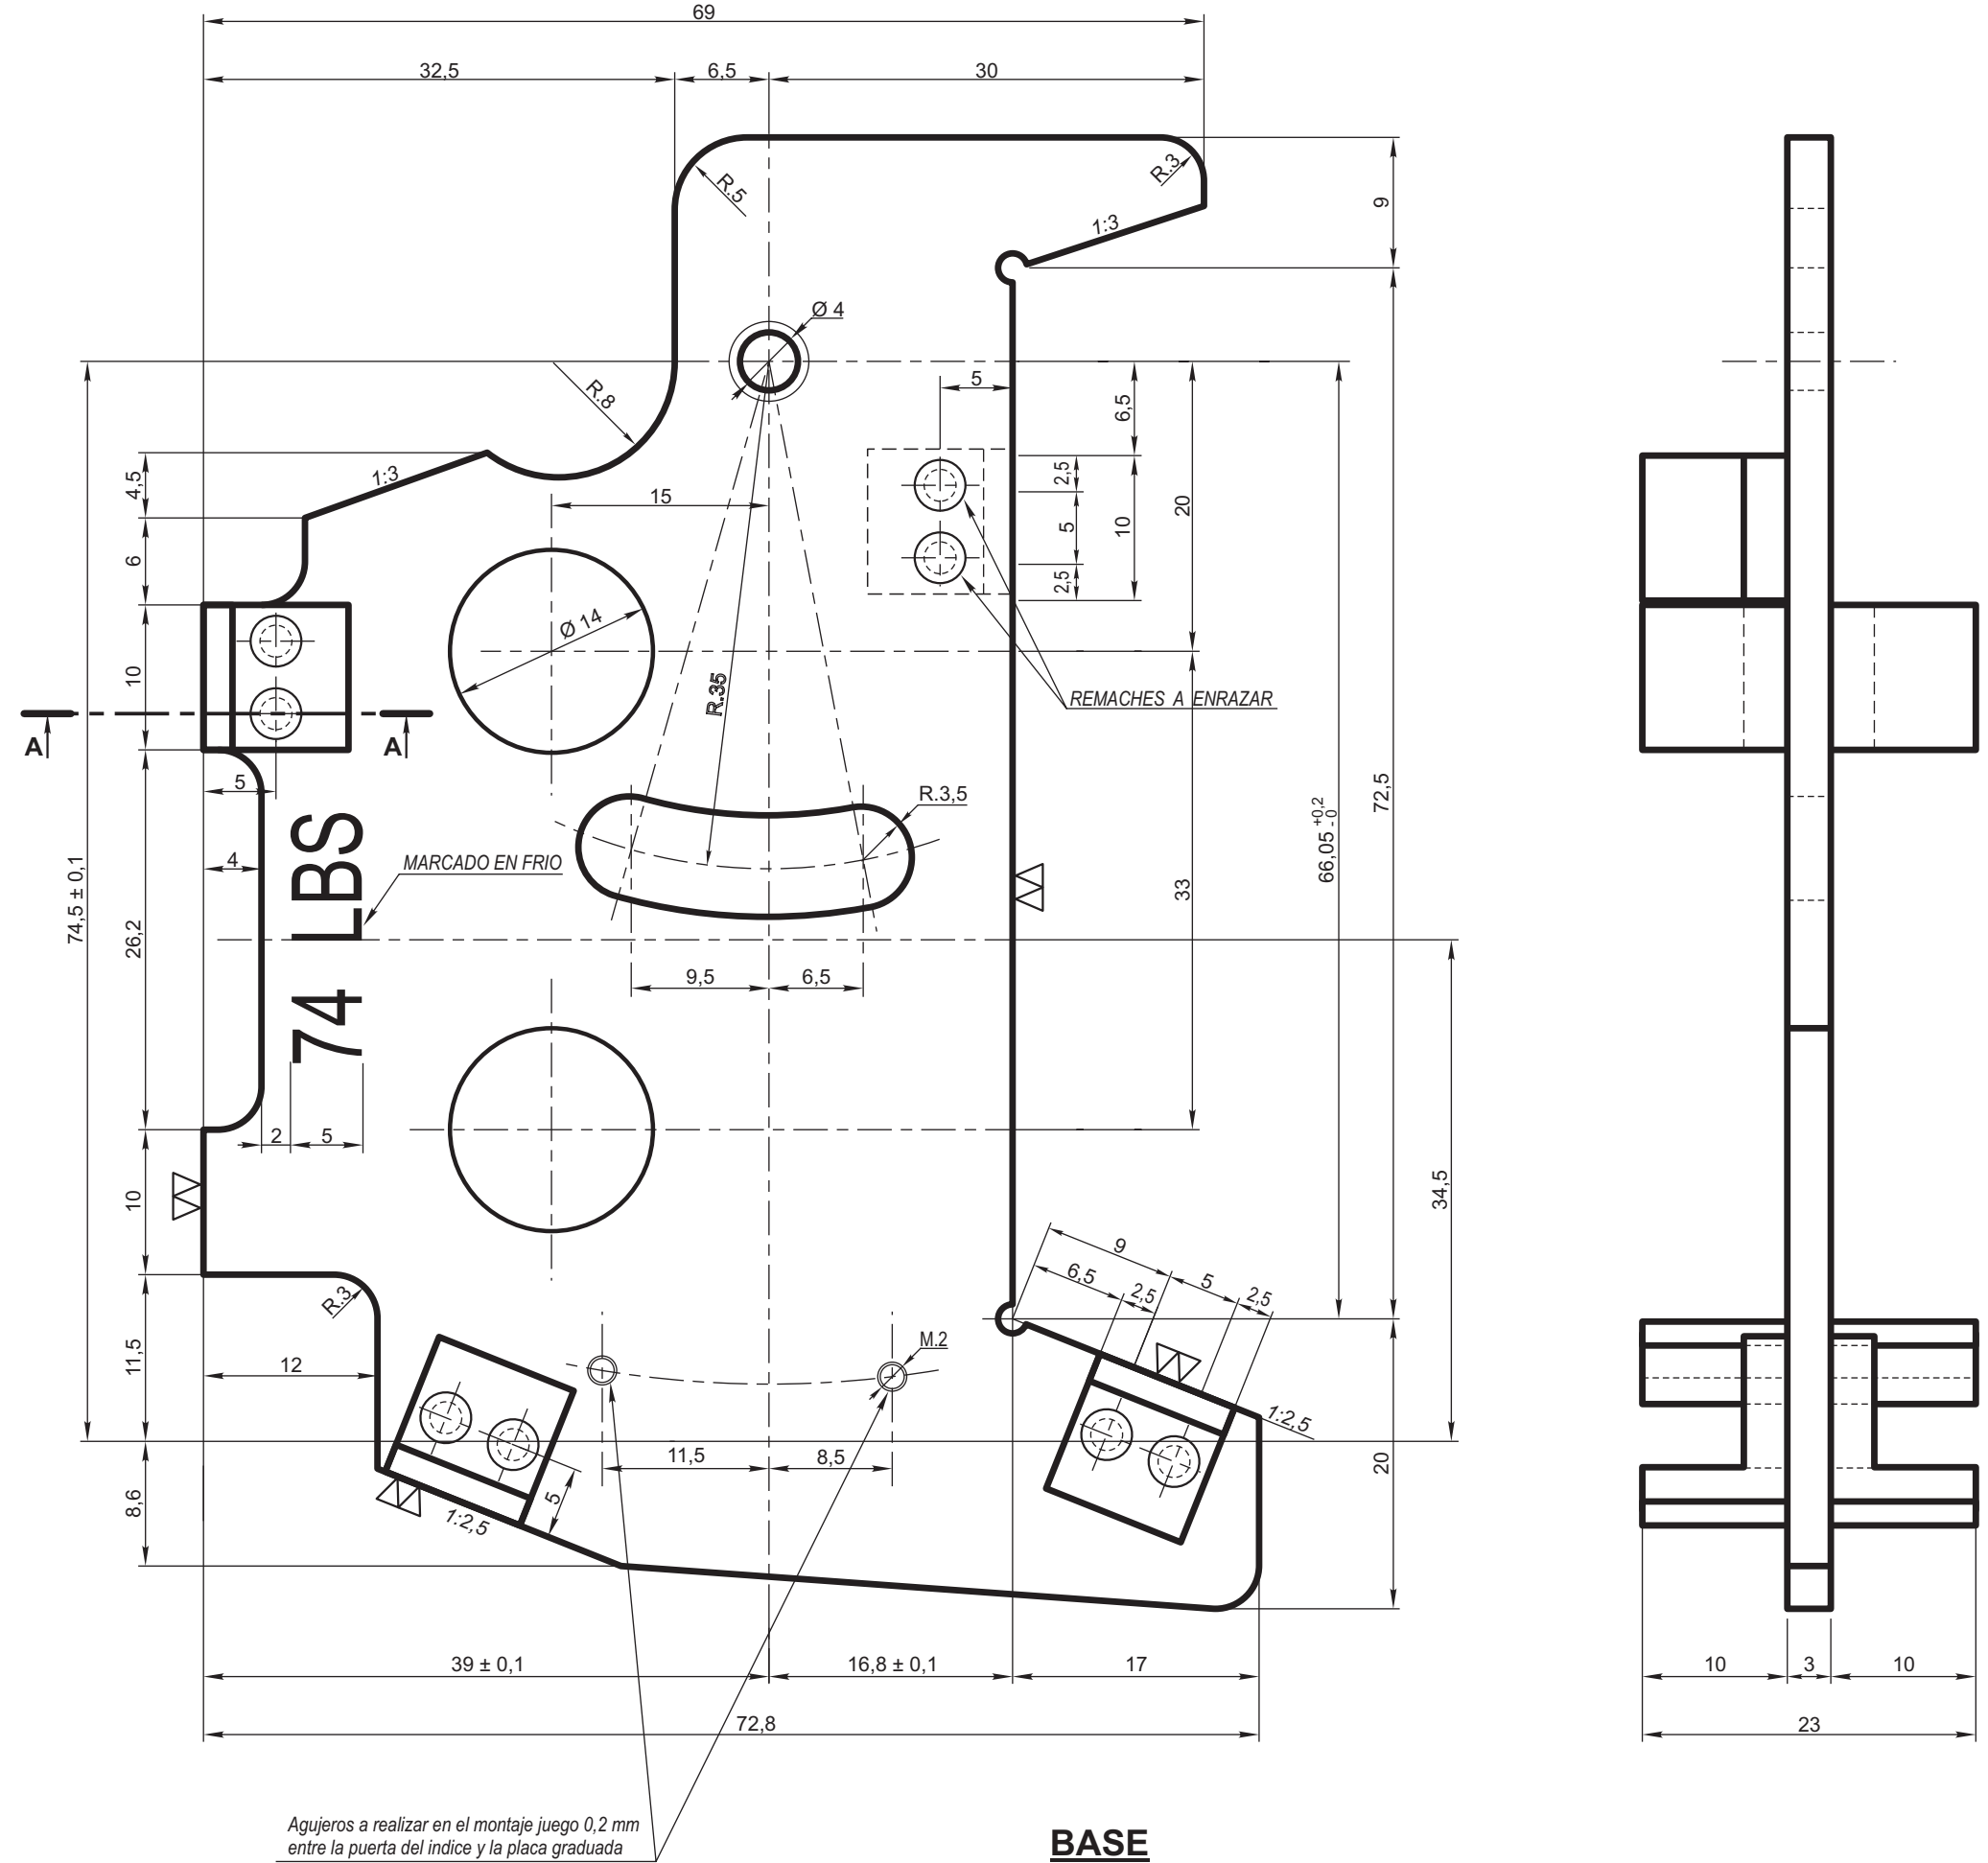 69
32,5
6,5
30
R.5
R.3
9
1:3
Ø 4
R.8
5
6,5
4,5
1:3
15
2,5
20
5
10
6
2,5
Ø 14
10
R.35
REMACHES A ENRAZAR
A
A
5
R.3,5
72,5
66,05 +0,2 - 0
4
MARCADO EN FRIO
74 LBS
74,5 ± 0,1
33
26,2
9,5
6,5
2
5
10
34,5
9
6,5
2,5
5
2,5
R.3
M.2
11,5
12
1:2,5
11,5
8,5
20
8,6
5
1:2,5
39 ± 0,1
16,8 ± 0,1
17
10
3
10
72,8
23
Agujeros a realizar en el montaje juego 0,2 mm
entre la puerta del indice y la placa graduada
BASE